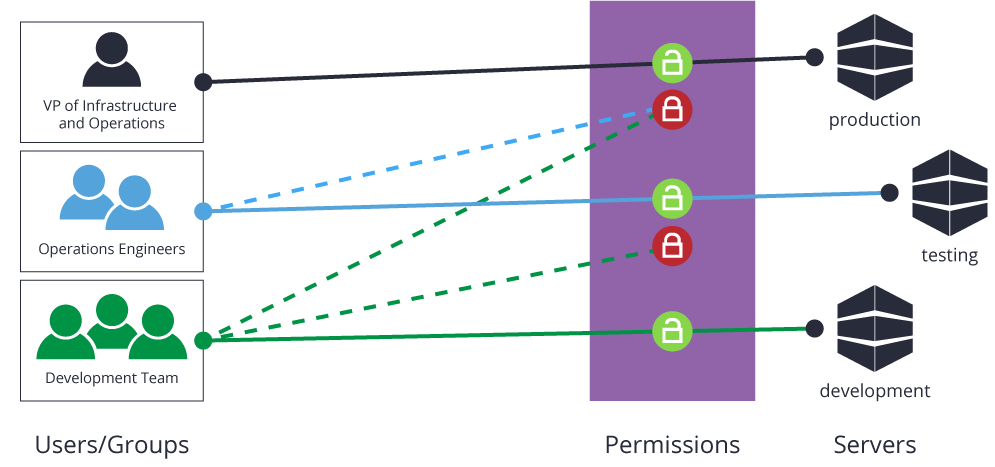 VP of Infrastructure
and Operations
production
Operations Engineers
testing
Development Team
development
Users/Groups
Permissions
Servers